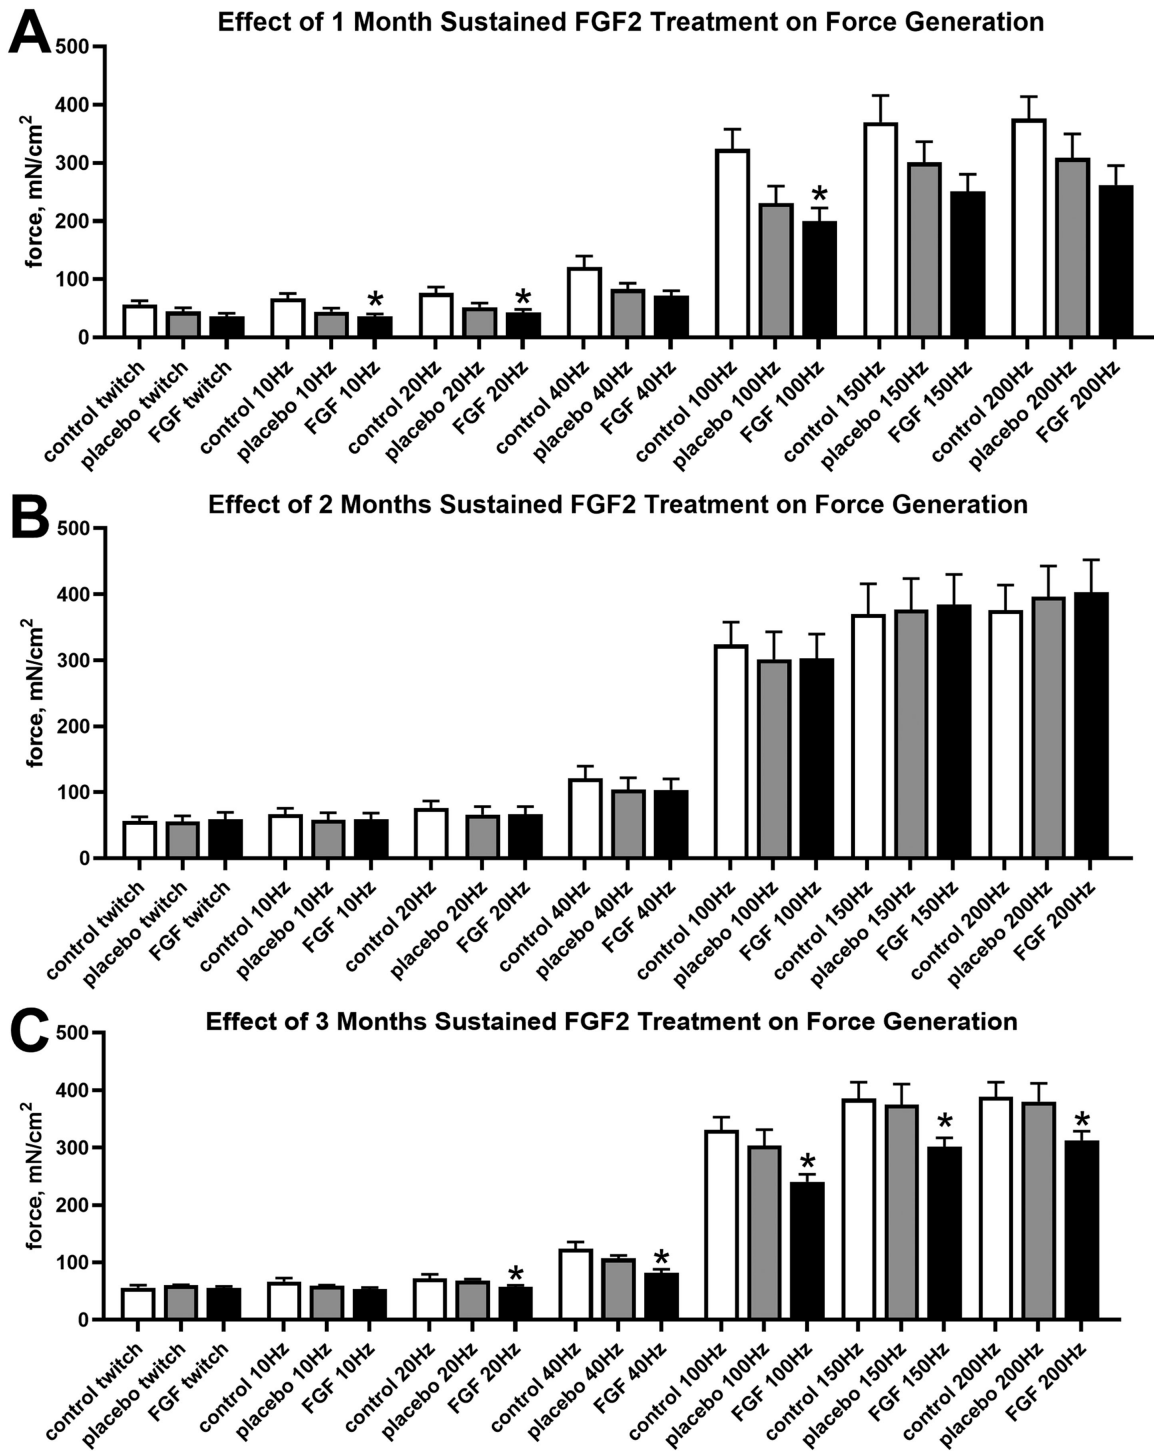 A
Effect of 1 Month Sustained FGF2 Treatment on Force Generation
force, mN/cm²
500
400
300
200
100
0
*
*
*
control twitch
placebo twitch
FGF twitch
control 10Hz
placebo 10Hz
FGF 10Hz
control 20Hz
placebo 20Hz
FGF 20Hz
control 40Hz
placebo 40Hz
FGF 40Hz
control 100Hz
placebo 100Hz
FGF 100Hz
control 150Hz
placebo 150Hz
FGF 150Hz
control 200Hz
placebo 200Hz
FGF 200Hz
B
Effect of 2 Months Sustained FGF2 Treatment on Force Generation
force, mN/cm²
500
400
300
200
100
0
control twitch
placebo twitch
FGF twitch
control 10Hz
placebo 10Hz
FGF 10Hz
control 20Hz
placebo 20Hz
FGF 20Hz
control 40Hz
placebo 40Hz
FGF 40Hz
control 100Hz
placebo 100Hz
FGF 100Hz
control 150Hz
placebo 150Hz
FGF 150Hz
control 200Hz
placebo 200Hz
FGF 200Hz
C
Effect of 3 Months Sustained FGF2 Treatment on Force Generation
force, mN/cm²
500
400
300
200
100
0
*
*
*
*
*
control twitch
placebo twitch
FGF twitch
control 10Hz
placebo 10Hz
FGF 10Hz
control 20Hz
placebo 20Hz
FGF 20Hz
control 40Hz
placebo 40Hz
FGF 40Hz
control 100Hz
placebo 100Hz
FGF 100Hz
control 150Hz
placebo 150Hz
FGF 150Hz
control 200Hz
placebo 200Hz
FGF 200Hz